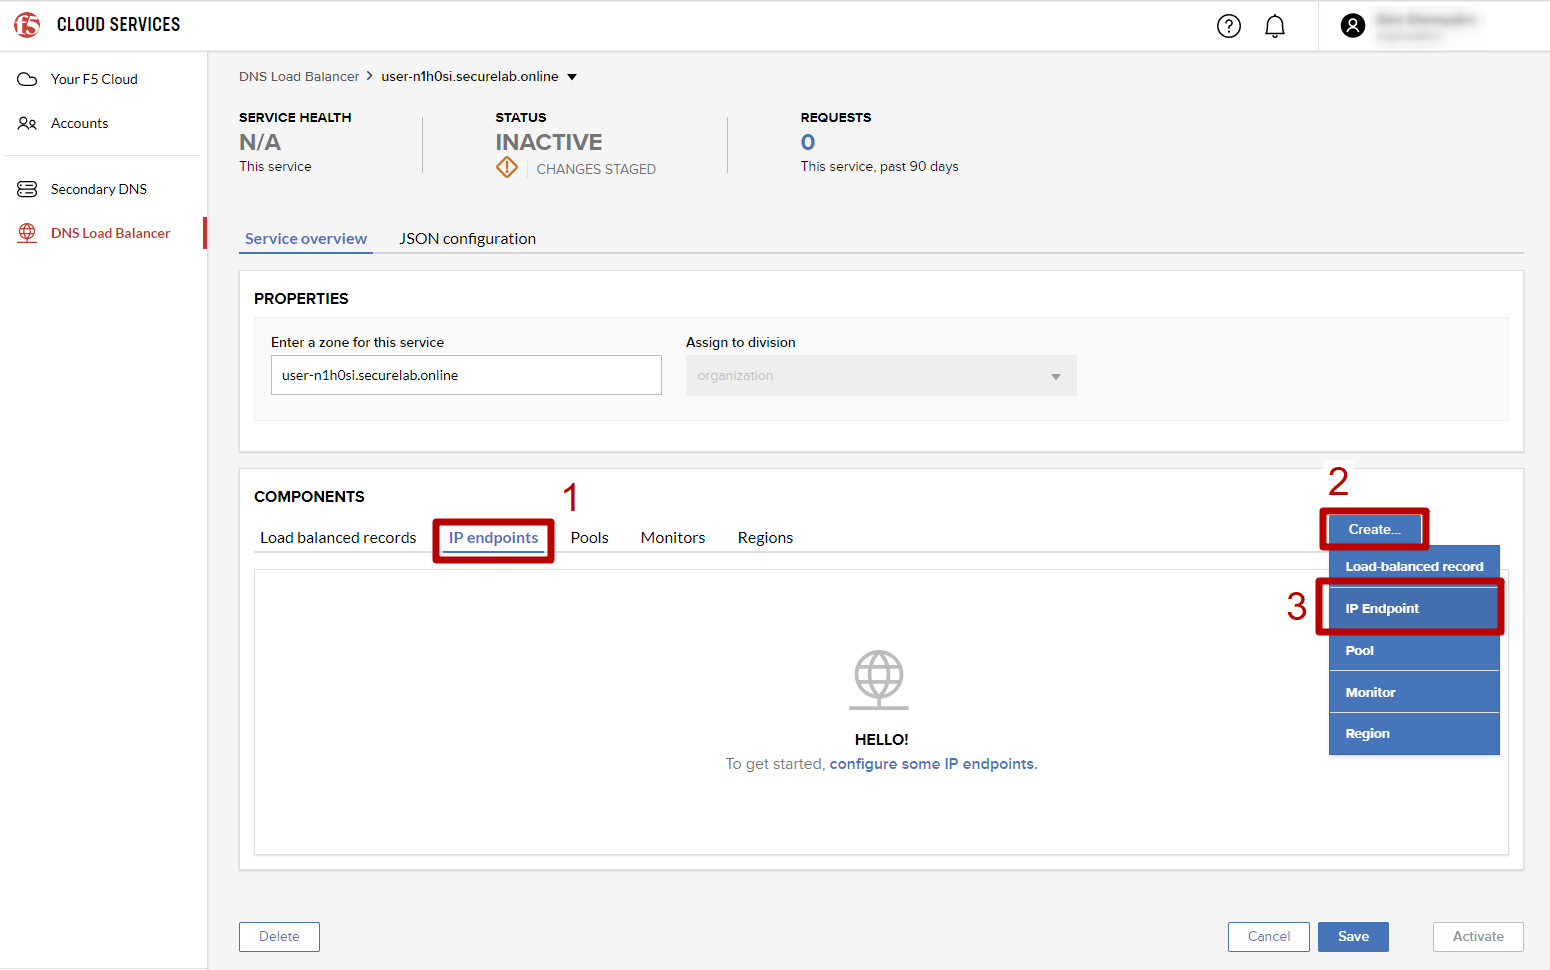 f5 CLOUD SERVICES
Your F5 Cloud
Accounts
Secondary DNS
DNS Load Balancer
DNS Load Balancer > user-n1h0si.securelab.online
SERVICE HEALTH
N/A
This service
STATUS
INACTIVE
CHANGES STAGED
REQUESTS
0
This service, past 90 days
Service overview JSON configuration
PROPERTIES
Enter a zone for this service
user-n1h0si.securelab.online
Assign to division
organization
COMPONENTS
1
2
Load balanced records IP endpoints Pools Monitors Regions
Create...
Load-balanced record
3
IP Endpoint
Pool
Monitor
Region
HELLO!
To get started, configure some IP endpoints.
Delete Cancel Save Activate